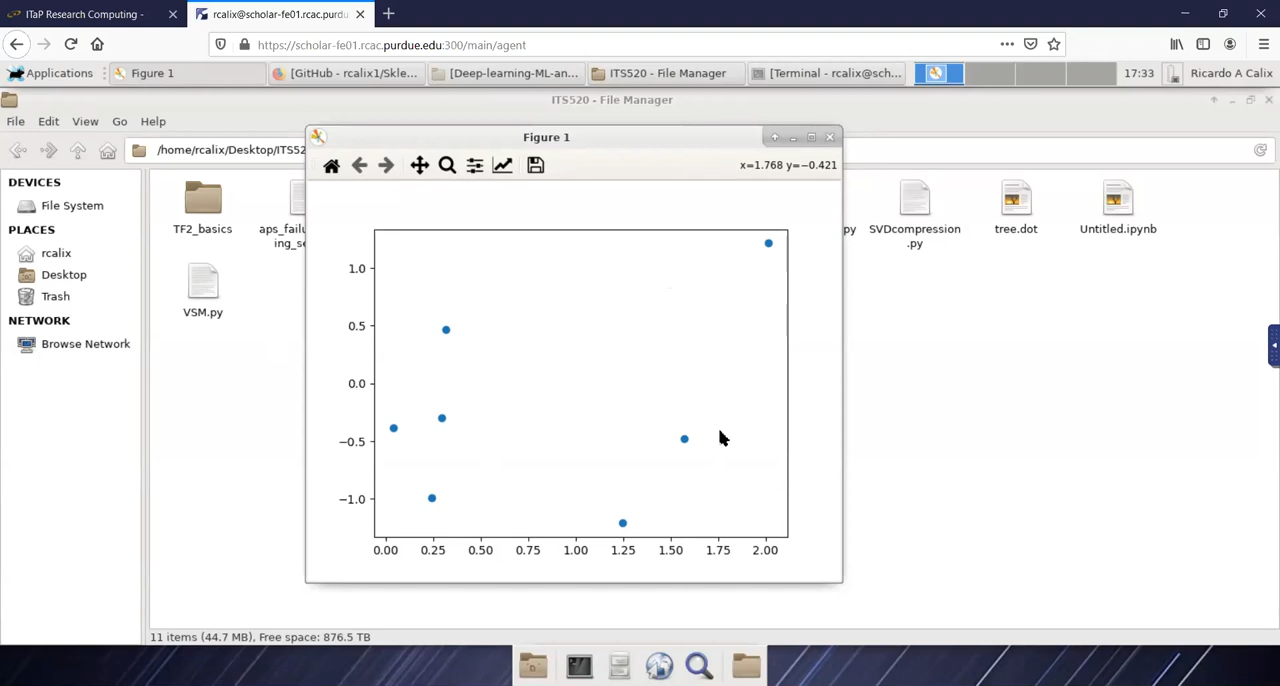 ITaP Research Computing -
rcalix@scholar-fe01.rcac.purdu
https://scholar-fe01.rcac.purdue.edu:300/main/agent
Applications
Figure 1
[GitHub - rcalix1/Skle...
[Deep-learning-ML-an...
ITS520 - File Manager
[Terminal - rcalix@sch...
17:33
Ricardo A Calix
ITS520 - File Manager
File Edit View Go Help
/home/rcalix/Desktop/ITS52
DEVICES
File System
PLACES
rcalix
Desktop
Trash
NETWORK
Browse Network
TF2_basics
aps_failu
ing_se
py
SVDcompression
.py
tree.dot
Untitled.ipynb
VSM.py
Figure 1
x=1.768 y=−0.421
1.0
0.5
0.0
−0.5
−1.0
0.00 0.25 0.50 0.75 1.00 1.25 1.50 1.75 2.00
11 items (44.7 MB), Free space: 876.5 TB